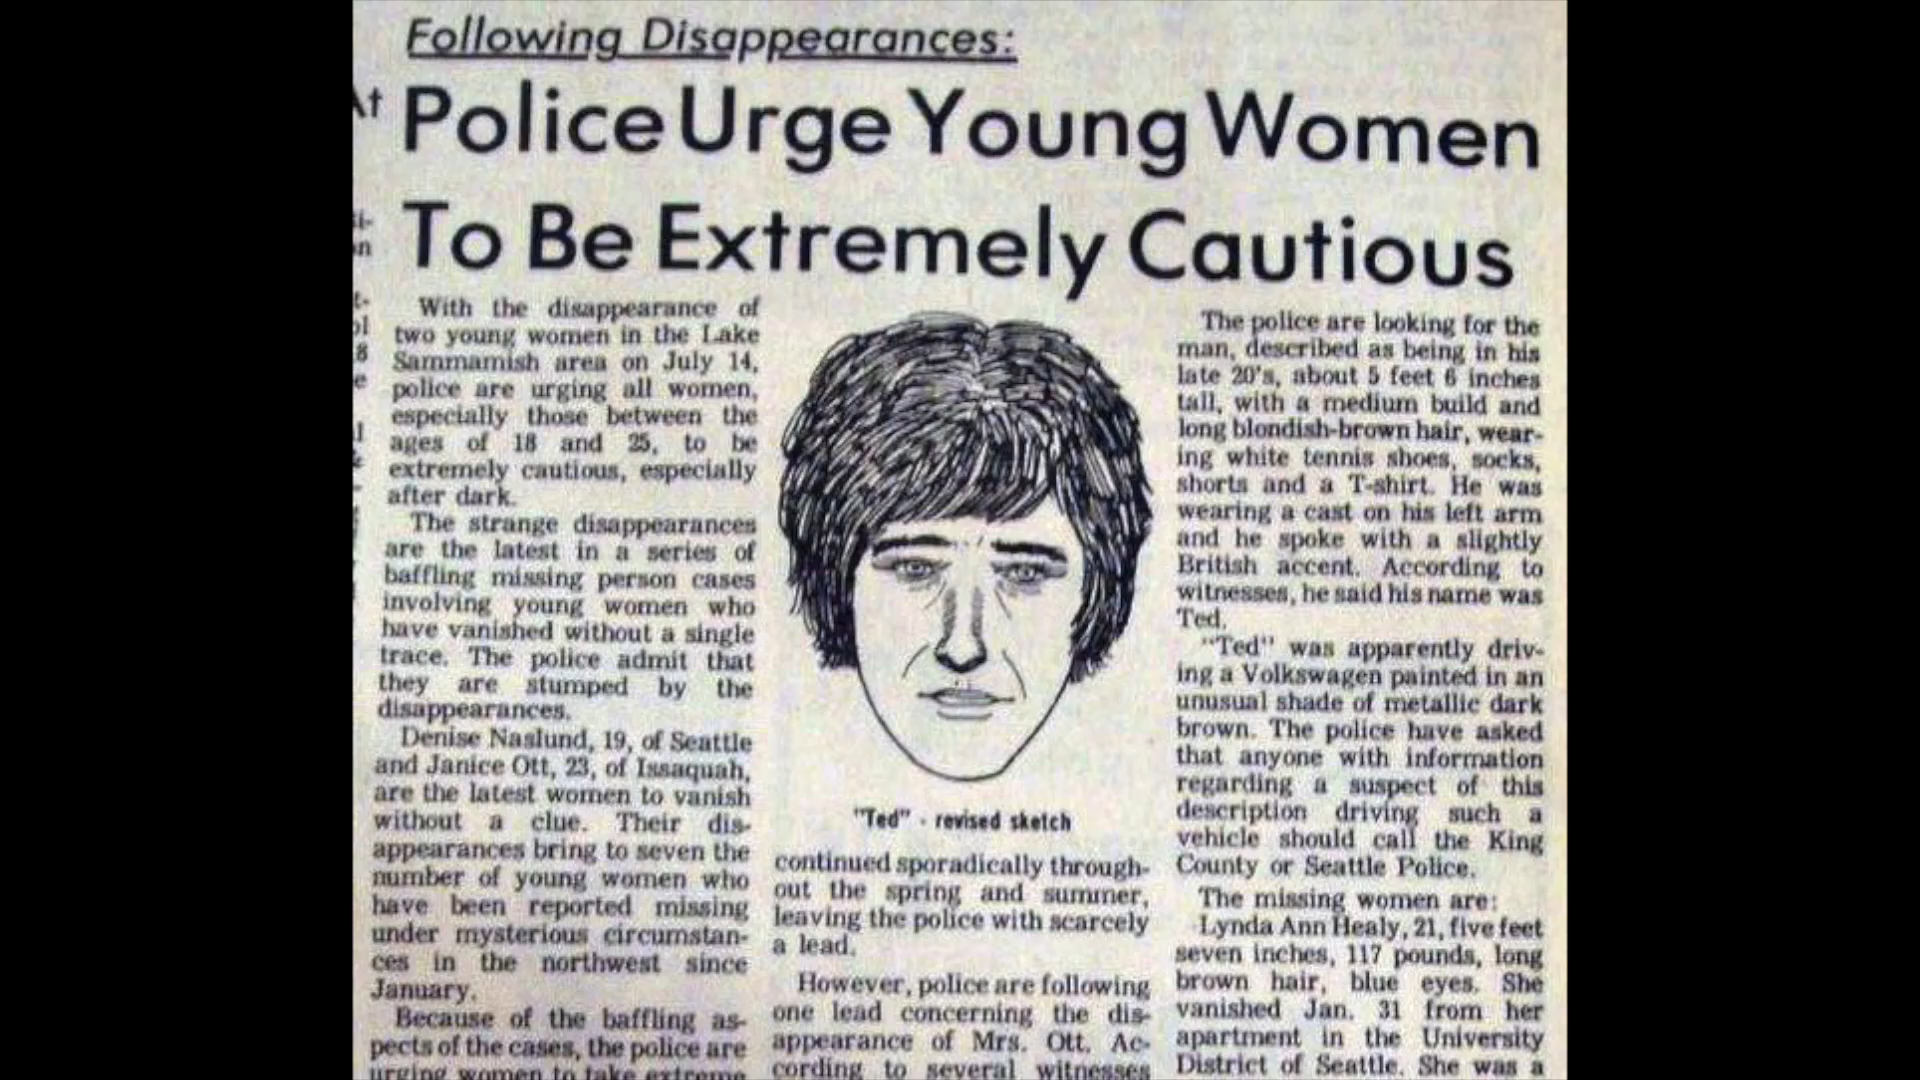 Following Disappearances:
Police Urge Young Women
To Be Extremely Cautious
With the disappearance of
two young women in the Lake
Sammamish area on July 14,
police are urging all women,
especially those between the
ages of 18 and 25, to be
extremely cautious, especially
after dark.
The strange disappearances
are the latest in a series of
baffling missing person cases
involving young women who
have vanished without a single
trace. The police admit that
they are stumped by the
disappearances.
Denise Naslund, 19, of Seattle
and Janice Ott, 23, of Issaquah,
are the latest women to vanish
without a clue. Their dis-
appearances bring to seven the
number of young women who
have been reported missing
under mysterious circumstan-
ces in the northwest since
January.
Because of the baffling as-
pects of the cases, the police are
urging women to take extreme
"Ted" - revised sketch
continued sporadically through-
out the spring and summer,
leaving the police with scarcely
a lead.
However, police are following
one lead concerning the dis-
appearance of Mrs. Ott. Ac-
cording to several witnesses
The police are looking for the
man, described as being in his
late 20's, about 5 feet 6 inches
tall, with a medium build and
long blondish-brown hair, wear-
ing white tennis shoes, socks,
shorts and a T-shirt. He was
wearing a cast on his left arm
and he spoke with a slightly
British accent. According to
witnesses, he said his name was
Ted.
"Ted" was apparently driv-
ing a Volkswagen painted in an
unusual shade of metallic dark
brown. The police have asked
that anyone with information
regarding a suspect of this
description driving such a
vehicle should call the King
County or Seattle Police.
The missing women are:
Lynda Ann Healy, 21, five feet
seven inches, 117 pounds, long
brown hair, blue eyes. She
vanished Jan. 31 from her
apartment in the University
District of Seattle. She was a